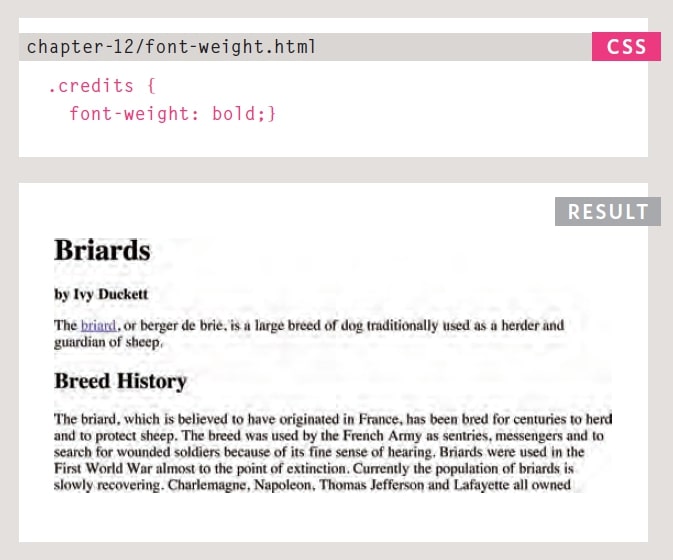 chapter-12/font-weight.html
CSS
.credits {
font-weight: bold;}
RESULT
Briards
by Ivy Duckett
The briard, or berger de brie, is a large breed of dog traditionally used as a herder and
guardian of sheep.
Breed History
The briard, which is believed to have originated in France, has been bred for centuries to herd
and to protect sheep. The breed was used by the French Army as sentries, messengers and to
search for wounded soldiers because of its fine sense of hearing. Briards were used in the
First World War almost to the point of extinction. Currently the population of briards is
slowly recovering. Charlemagne, Napoleon, Thomas Jefferson and Lafayette all owned